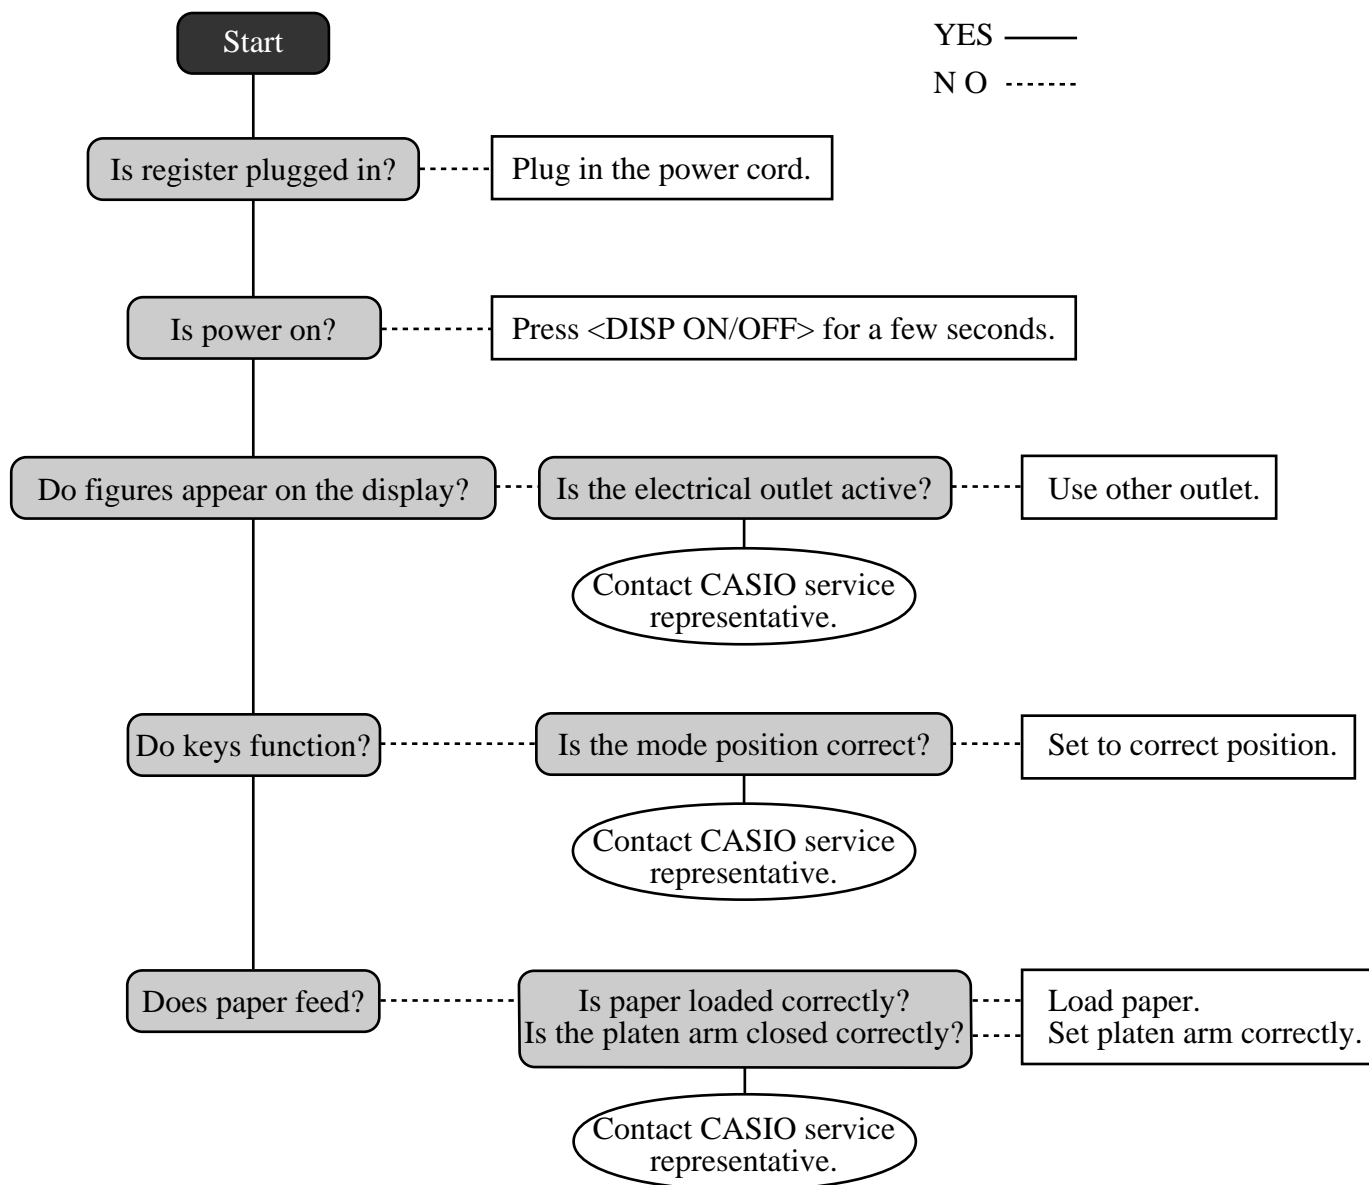 Start
YES
N O
Is register plugged in?
Plug in the power cord.
Is power on?
Press <DISP ON/OFF> for a few seconds.
Do figures appear on the display?
Is the electrical outlet active?
Use other outlet.
Contact CASIO service
representative.
Do keys function?
Is the mode position correct?
Set to correct position.
Contact CASIO service
representative.
Does paper feed?
Is paper loaded correctly?
Is the platen arm closed correctly?
Load paper.
Set platen arm correctly.
Contact CASIO service
representative.